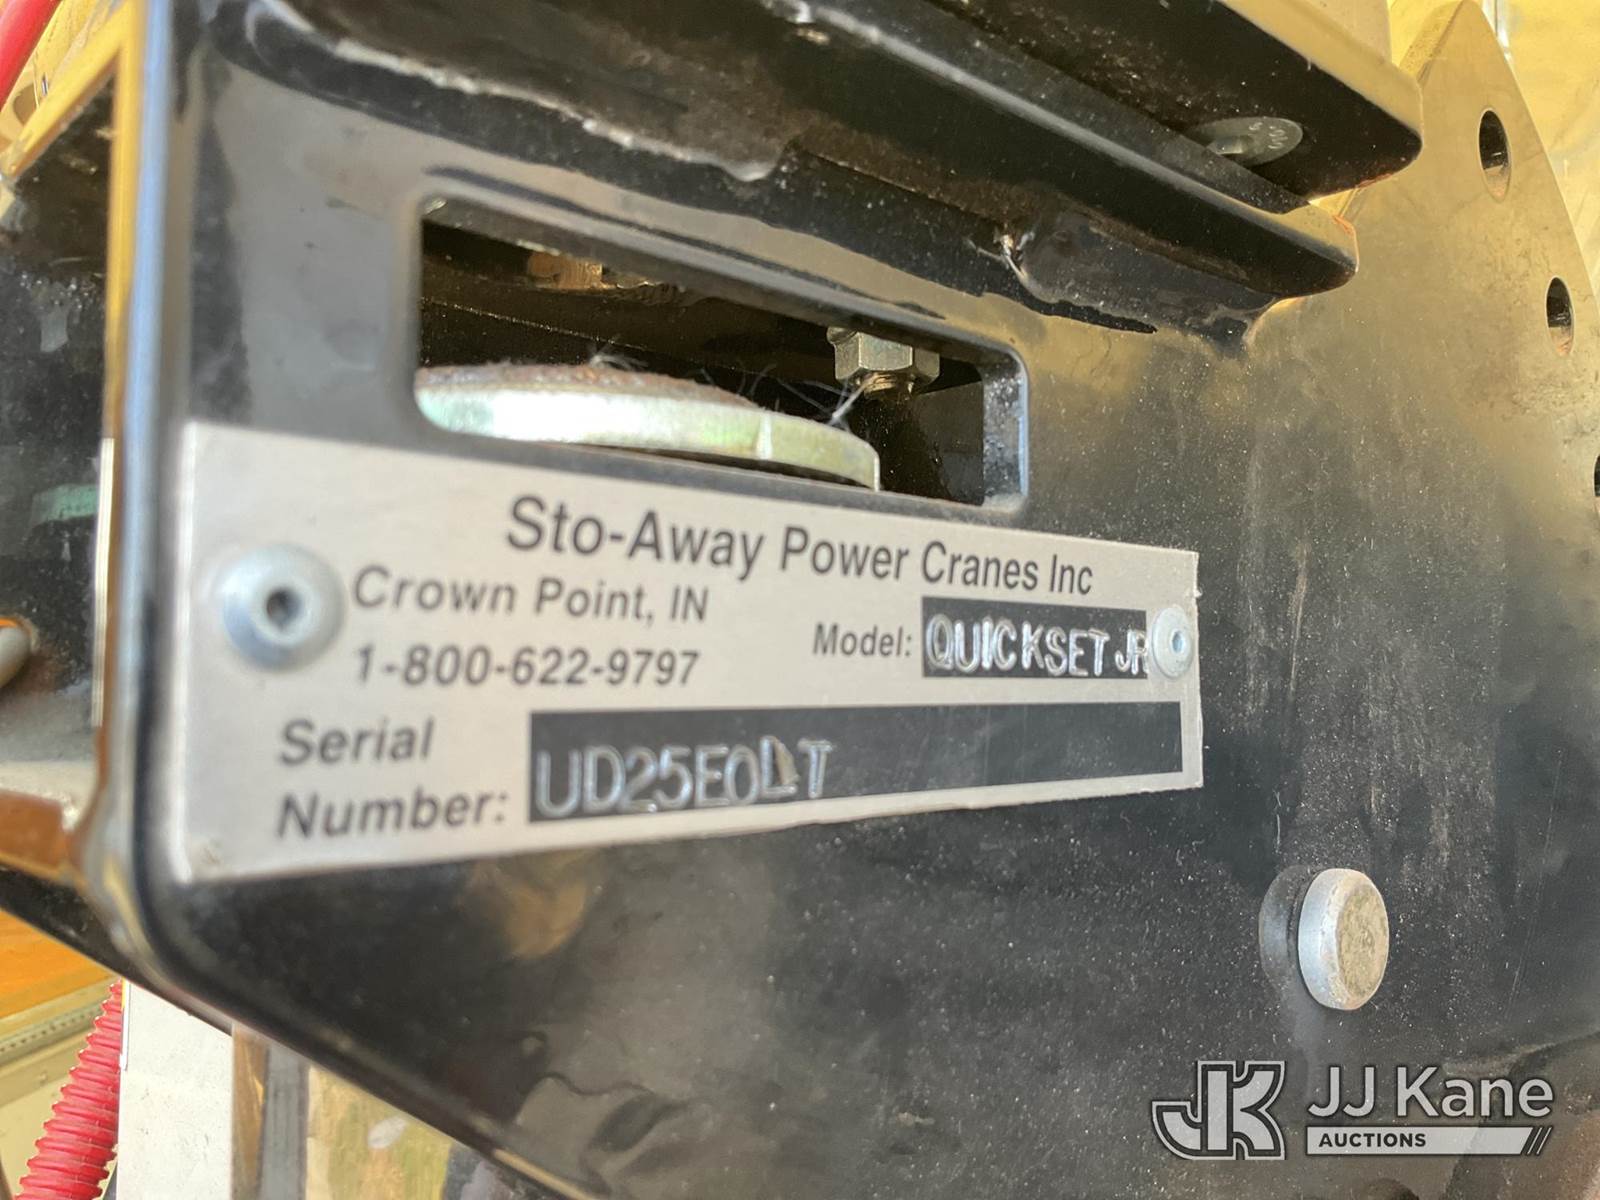 Sto-Away Power Cranes Inc
Crown Point, IN
1-800-622-9797
Model: QUICKSET JR
Serial
Number:
JJ Kane
AUCTIONS